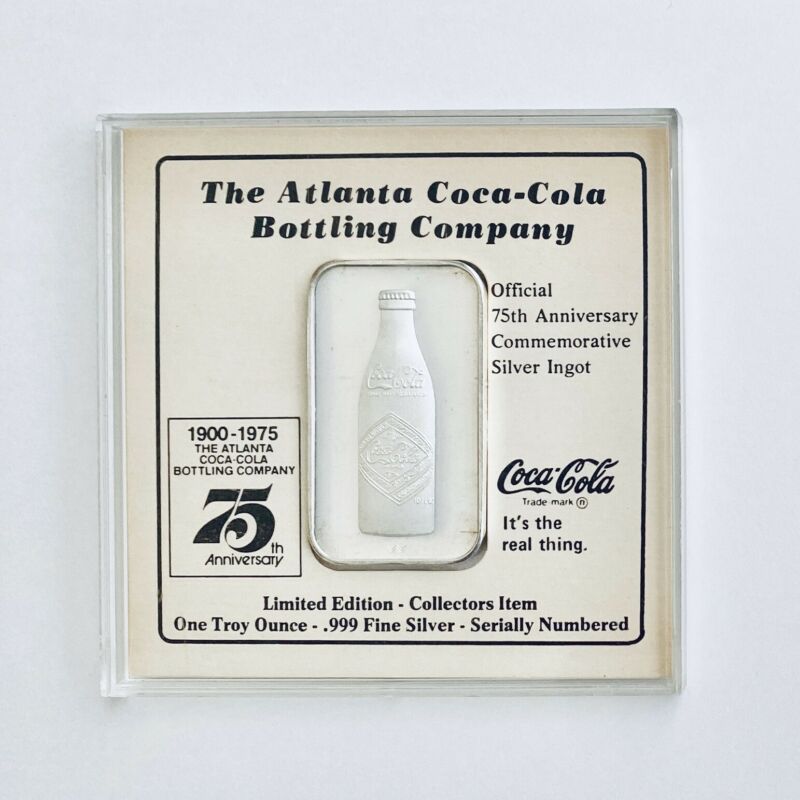 The Atlanta Coca-Cola
Bottling Company
Official
75th Anniversary
Commemorative
Silver Ingot
Coca-Cola
Coca-Cola
1900-1975
THE ATLANTA
COCA-COLA
BOTTLING COMPANY
75th
Anniversary
Coca-Cola
Trade-mark ®
It's the
real thing.
Limited Edition - Collectors Item
One Troy Ounce - .999 Fine Silver - Serially Numbered